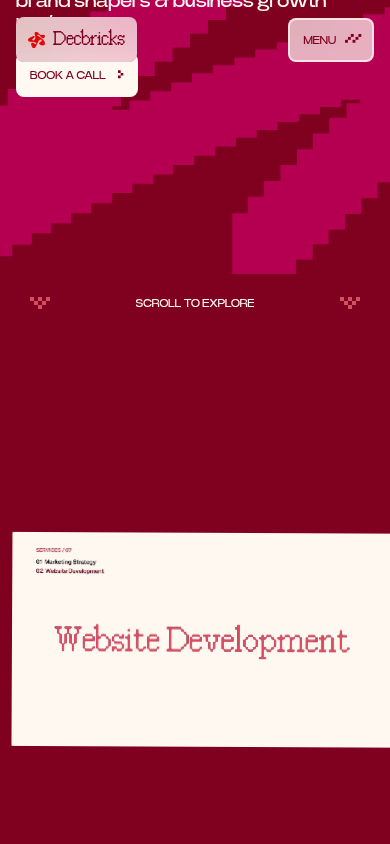 brand shapers & business growth
Decbricks
MENU
BOOK A CALL
SCROLL TO EXPLORE
SERVICES / 07
01 Marketing Strategy
02 Website Development
Website Development